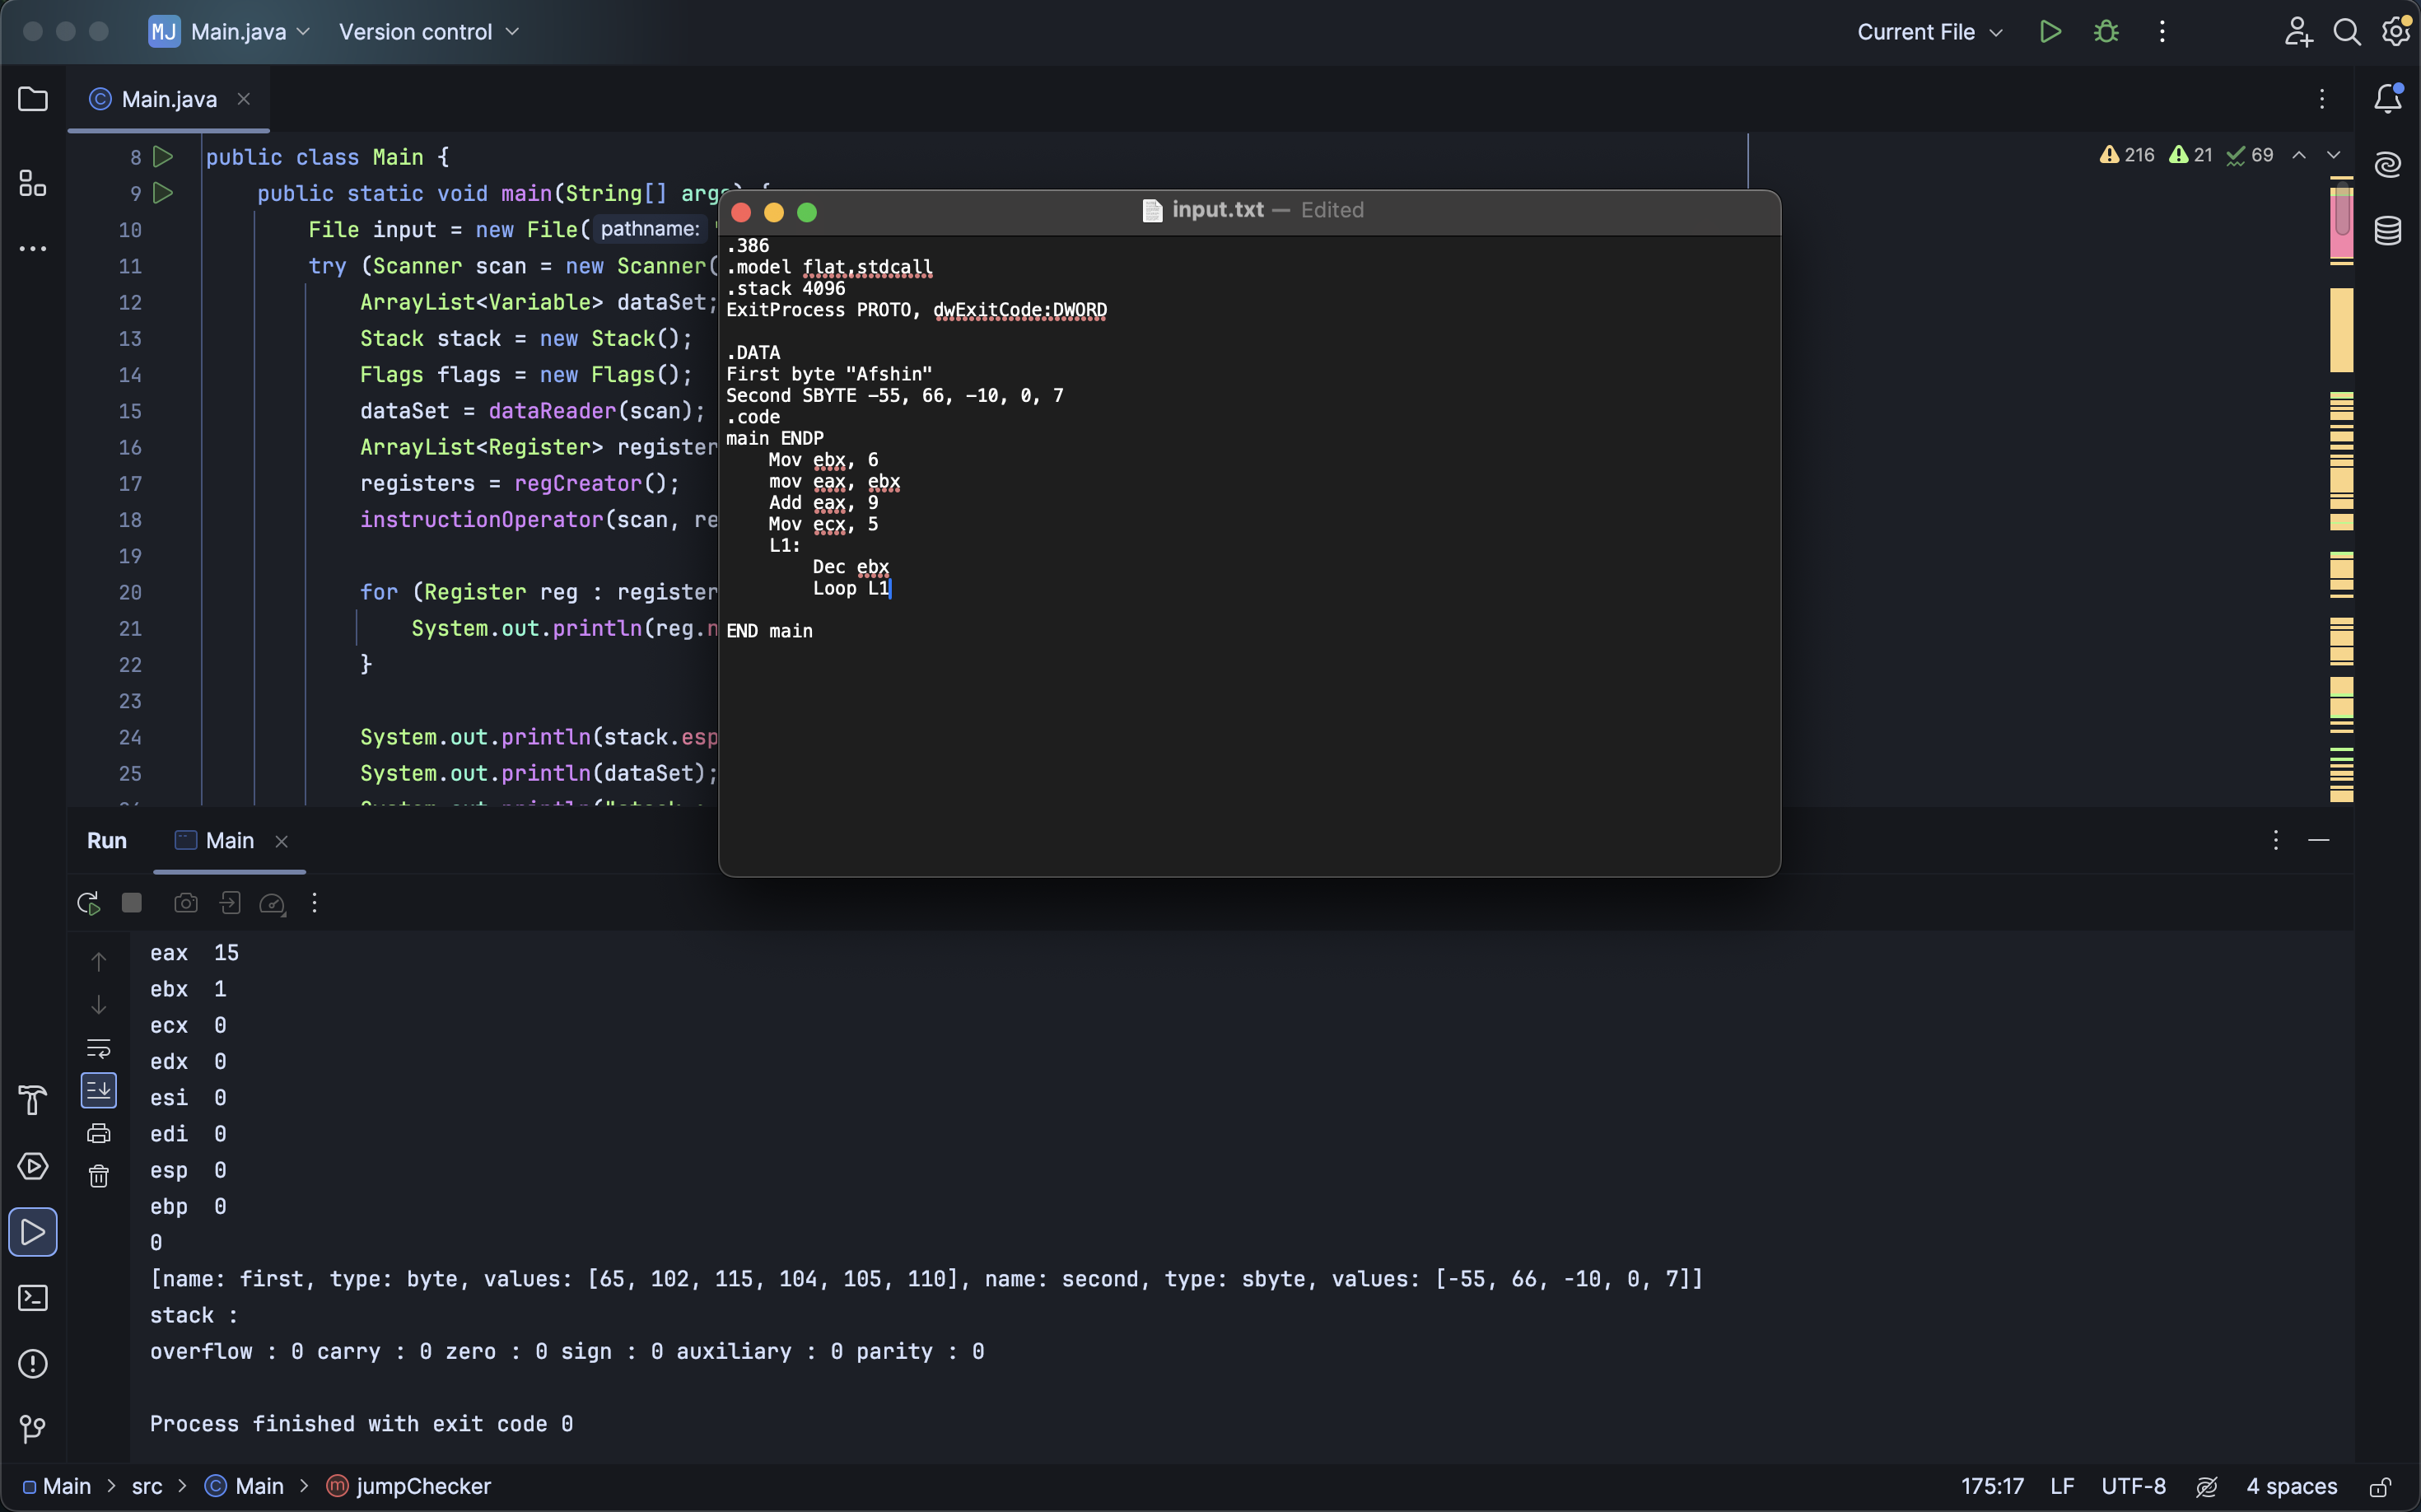 MJ Main.java Version control Current File
Main.java
216 21 69
8 public class Main {
9 public static void main(String[] args) {
10 File input = new File( pathname:
11 try (Scanner scan = new Scanner(
12 ArrayList<Variable> dataSet;
13 Stack stack = new Stack();
14 Flags flags = new Flags();
15 dataSet = dataReader(scan);
16 ArrayList<Register> register
17 registers = regCreator();
18 instructionOperator(scan, re
19
20 for (Register reg : register
21 System.out.println(reg.n
22 }
23
24 System.out.println(stack.esp
25 System.out.println(dataSet);
input.txt — Edited
.386
.model flat,stdcall
.stack 4096
ExitProcess PROTO, dwExitCode:DWORD
.DATA
First byte "Afshin"
Second SBYTE -55, 66, -10, 0, 7
.code
main ENDP
Mov ebx, 6
mov eax, ebx
Add eax, 9
Mov ecx, 5
L1:
Dec ebx
Loop L1
END main
Run Main
eax 15
ebx 1
ecx 0
edx 0
esi 0
edi 0
esp 0
ebp 0
0
[name: first, type: byte, values: [65, 102, 115, 104, 105, 110], name: second, type: sbyte, values: [-55, 66, -10, 0, 7]]
stack :
overflow : 0 carry : 0 zero : 0 sign : 0 auxiliary : 0 parity : 0
Process finished with exit code 0
Main > src > C Main > m jumpChecker 175:17 LF UTF-8 4 spaces